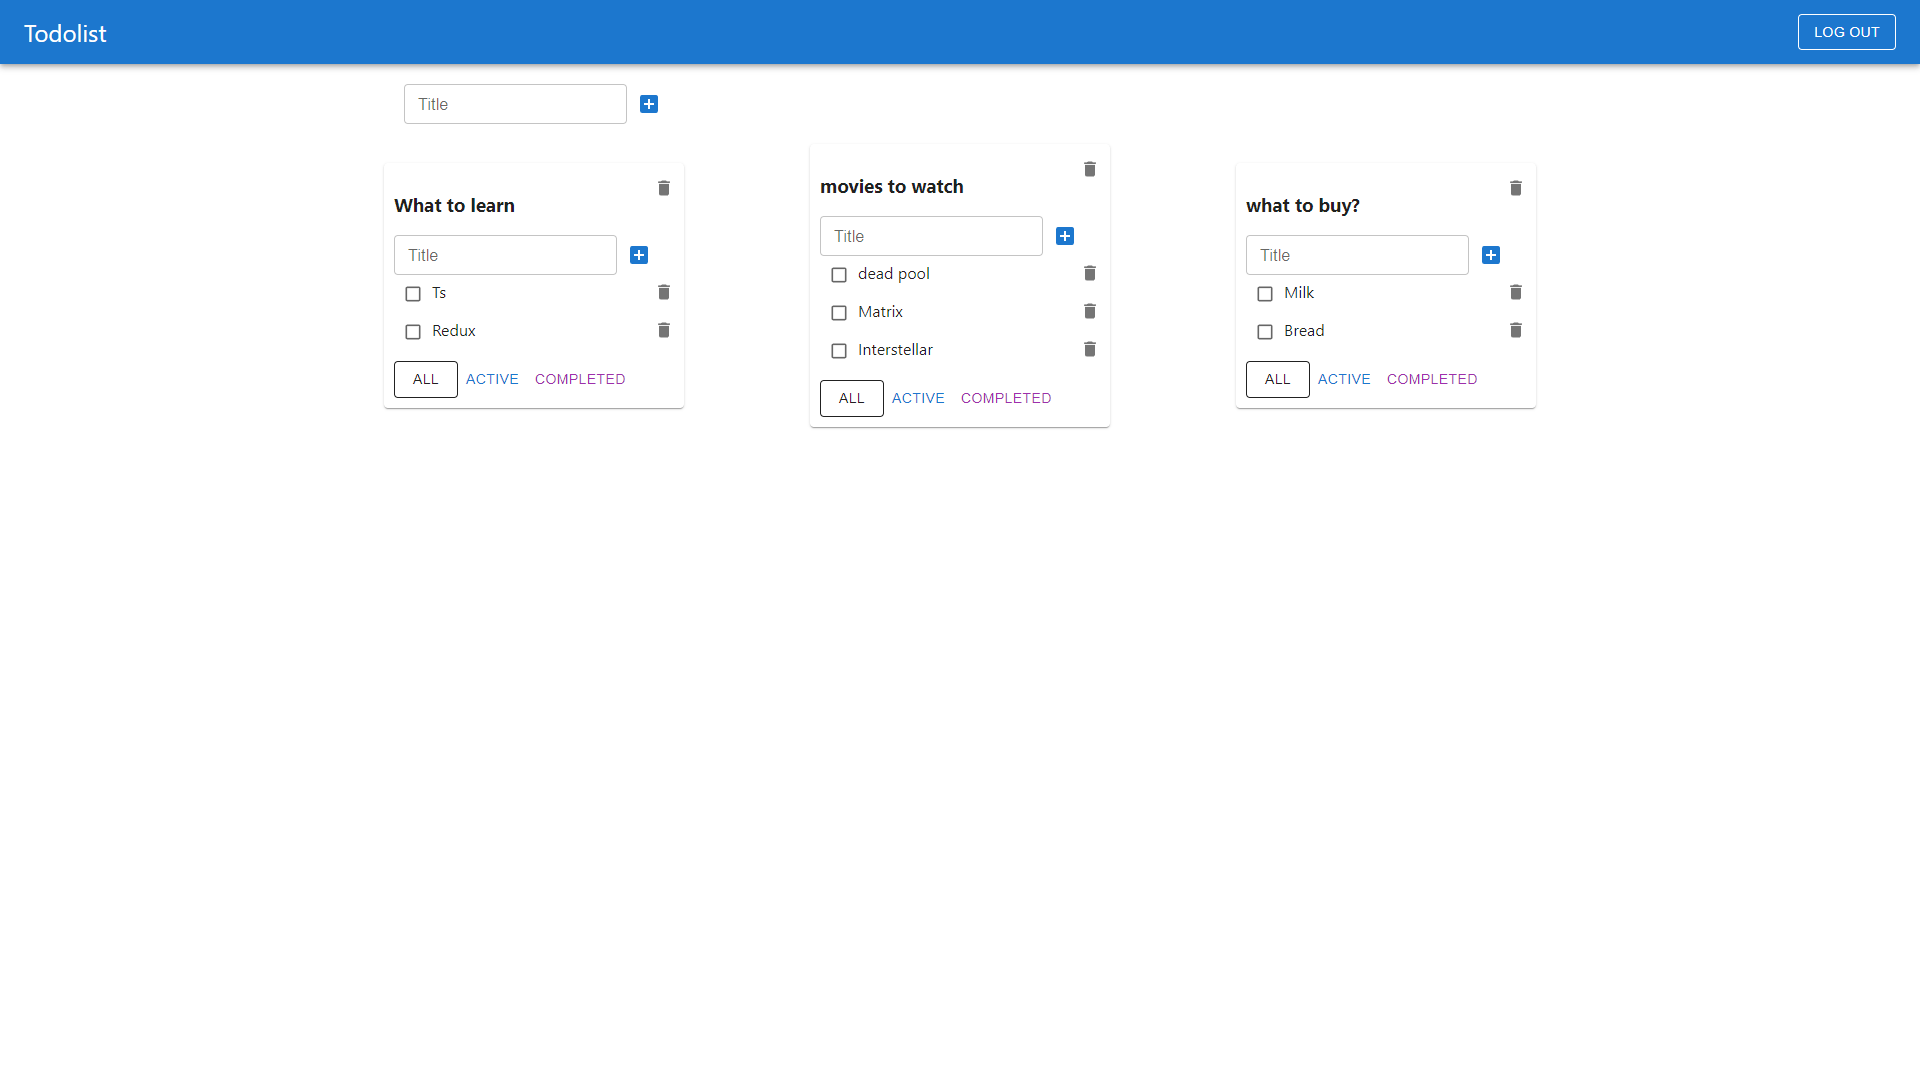 Todolist
LOG OUT
Title
What to learn
Title
Ts
Redux
ALL ACTIVE COMPLETED
movies to watch
Title
dead pool
Matrix
Interstellar
ALL ACTIVE COMPLETED
what to buy?
Title
Milk
Bread
ALL ACTIVE COMPLETED